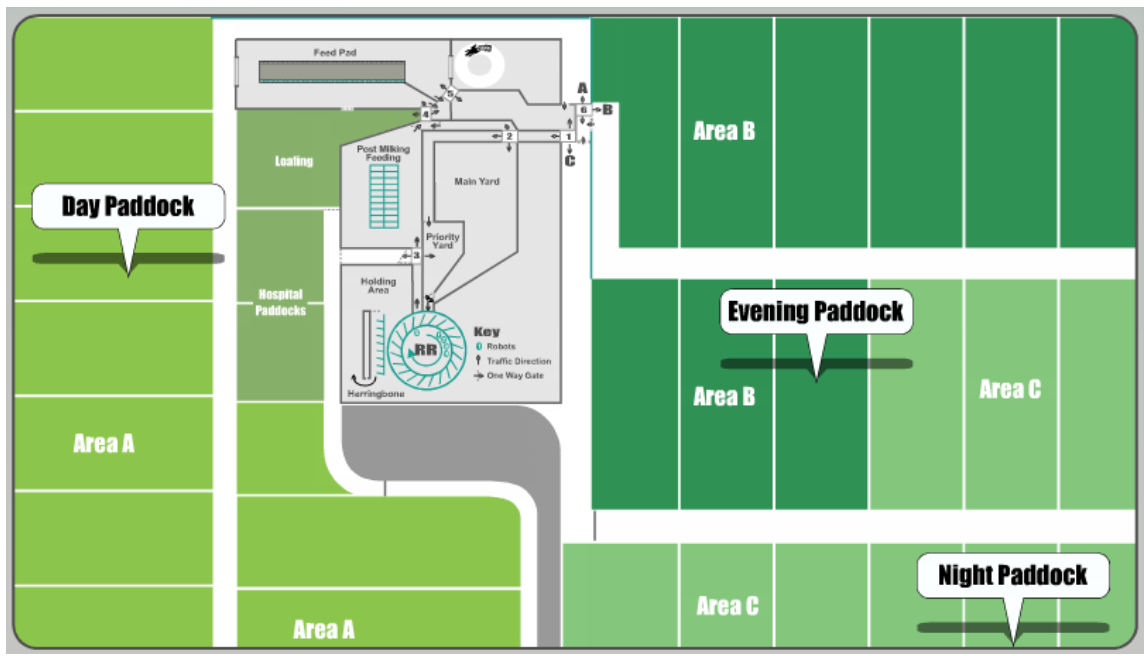 Feed Pad
5
A
6
B
4
2
1
C
Area B
Loafing
Post Milking
Feeding
Main Yard
Day Paddock
Priority
Yard
3
Holding
Area
Hospital
Paddocks
Evening Paddock
Key
Robots
RR
Traffic Direction
One Way Gate
Herringbone
Area B
Area C
Area A
Night Paddock
Area C
Area A